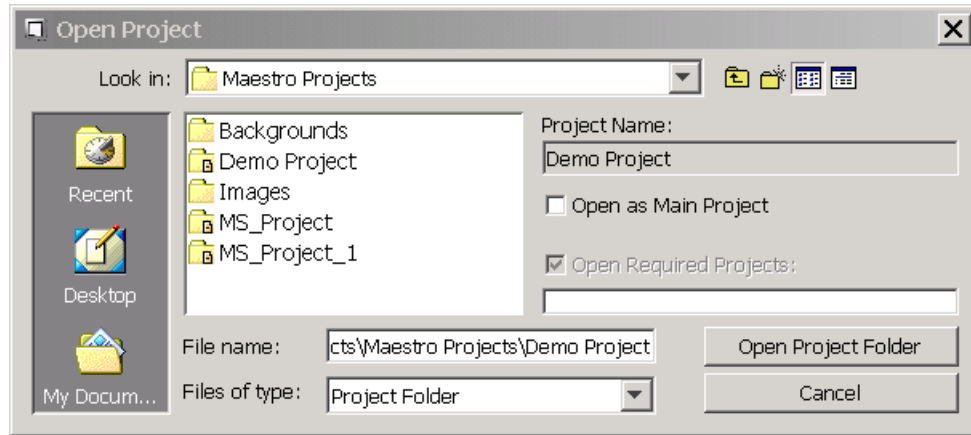 Open Project
Look in: Maestro Projects
Recent
Desktop
My Docum...
Backgrounds
Demo Project
Images
MS_Project
MS_Project_1
Project Name:
Demo Project
Open as Main Project
Open Required Projects:
File name: cts\Maestro Projects\Demo Project
Open Project Folder
Files of type: Project Folder
Cancel